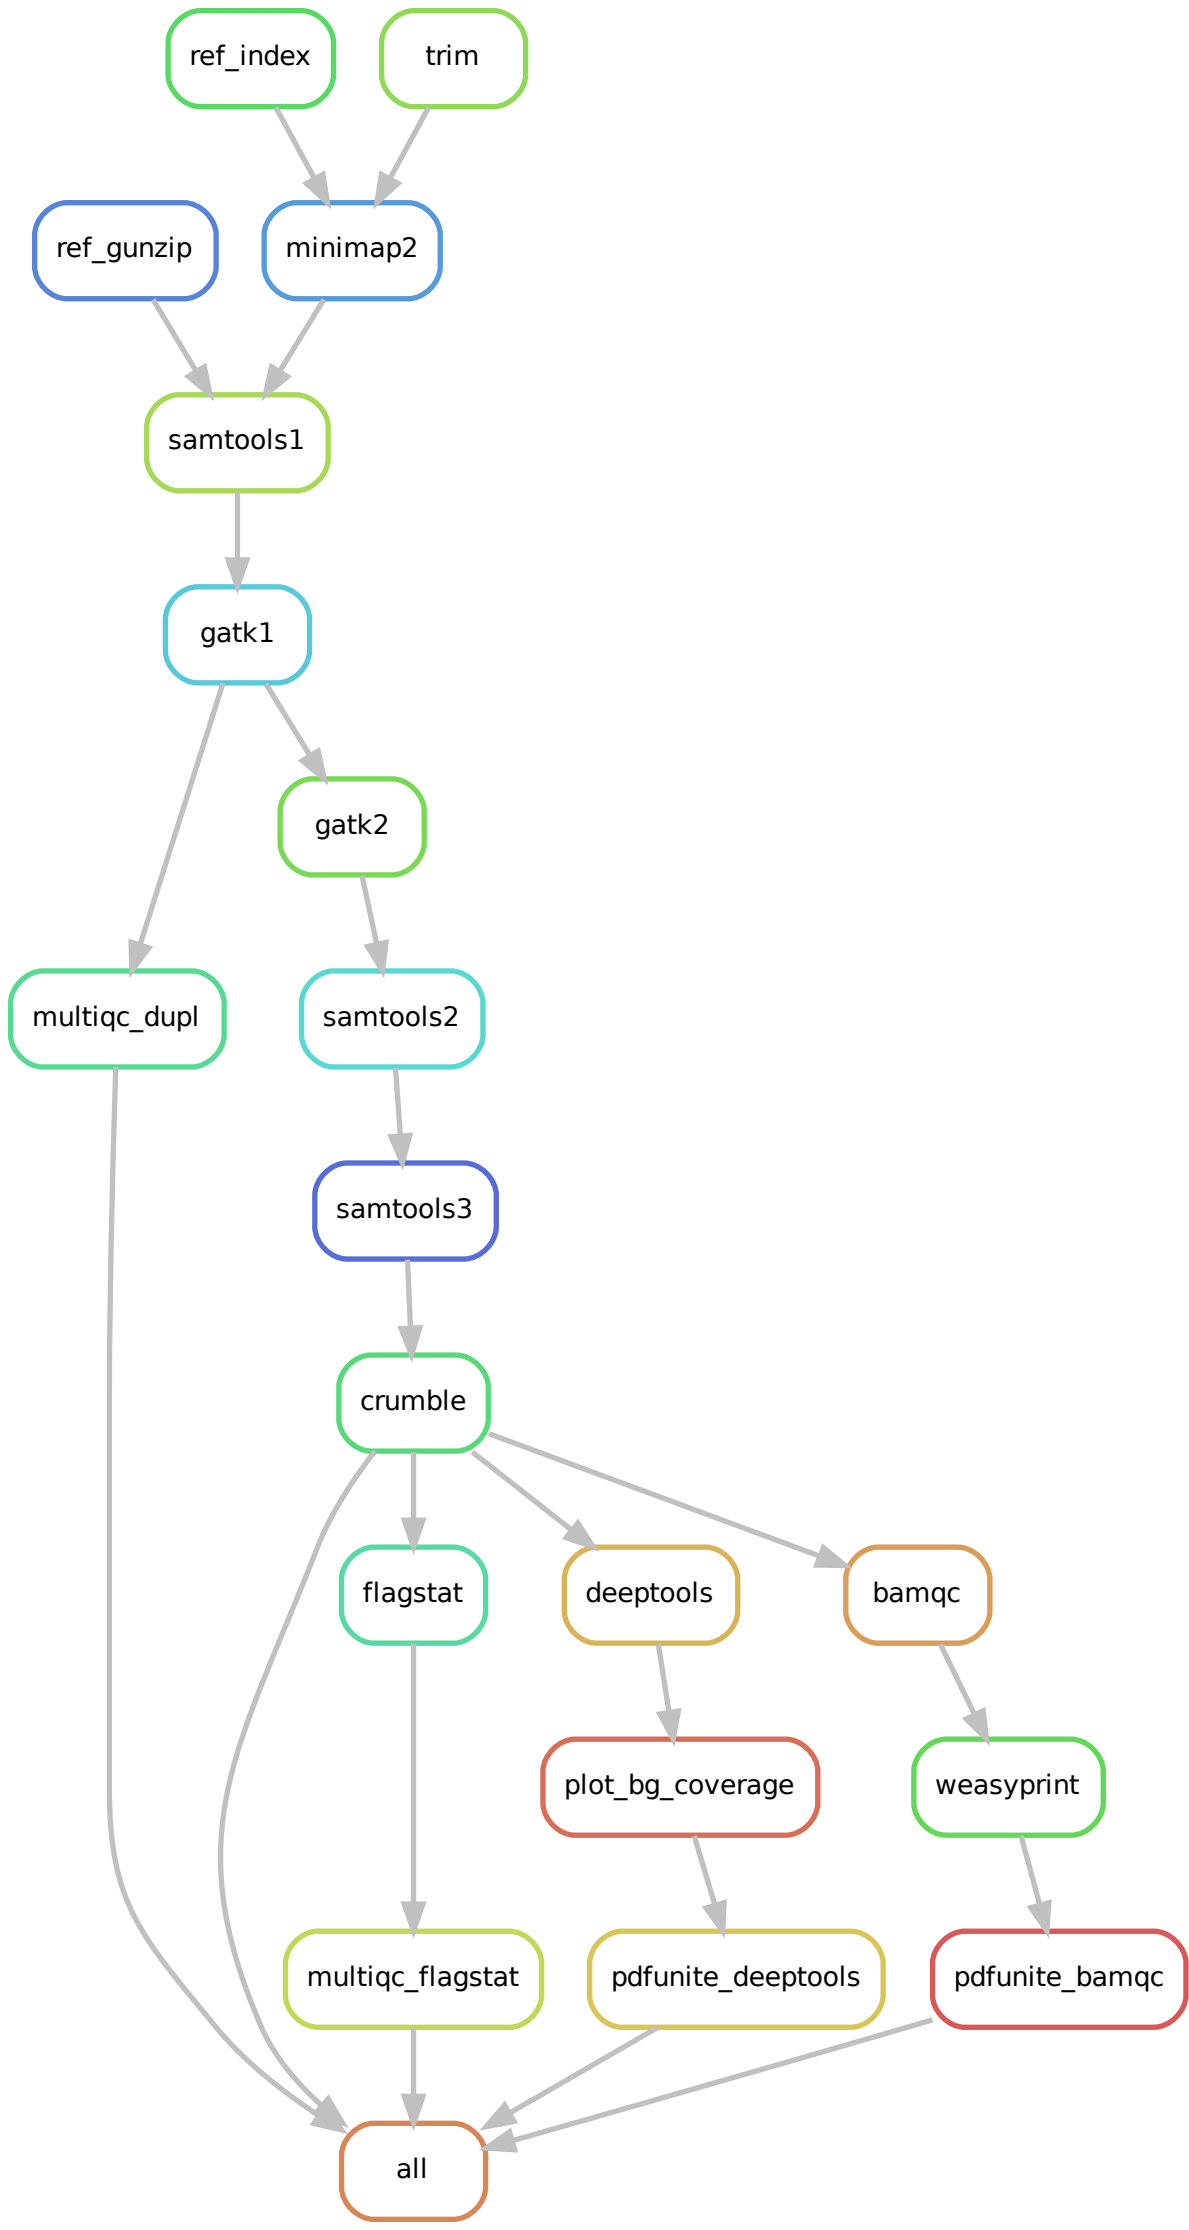 ref_index
trim
ref_gunzip
minimap2
samtools1
gatk1
gatk2
multiqc_dupl
samtools2
samtools3
crumble
flagstat
deeptools
bamqc
plot_bg_coverage
weasyprint
multiqc_flagstat
pdfunite_deeptools
pdfunite_bamqc
all